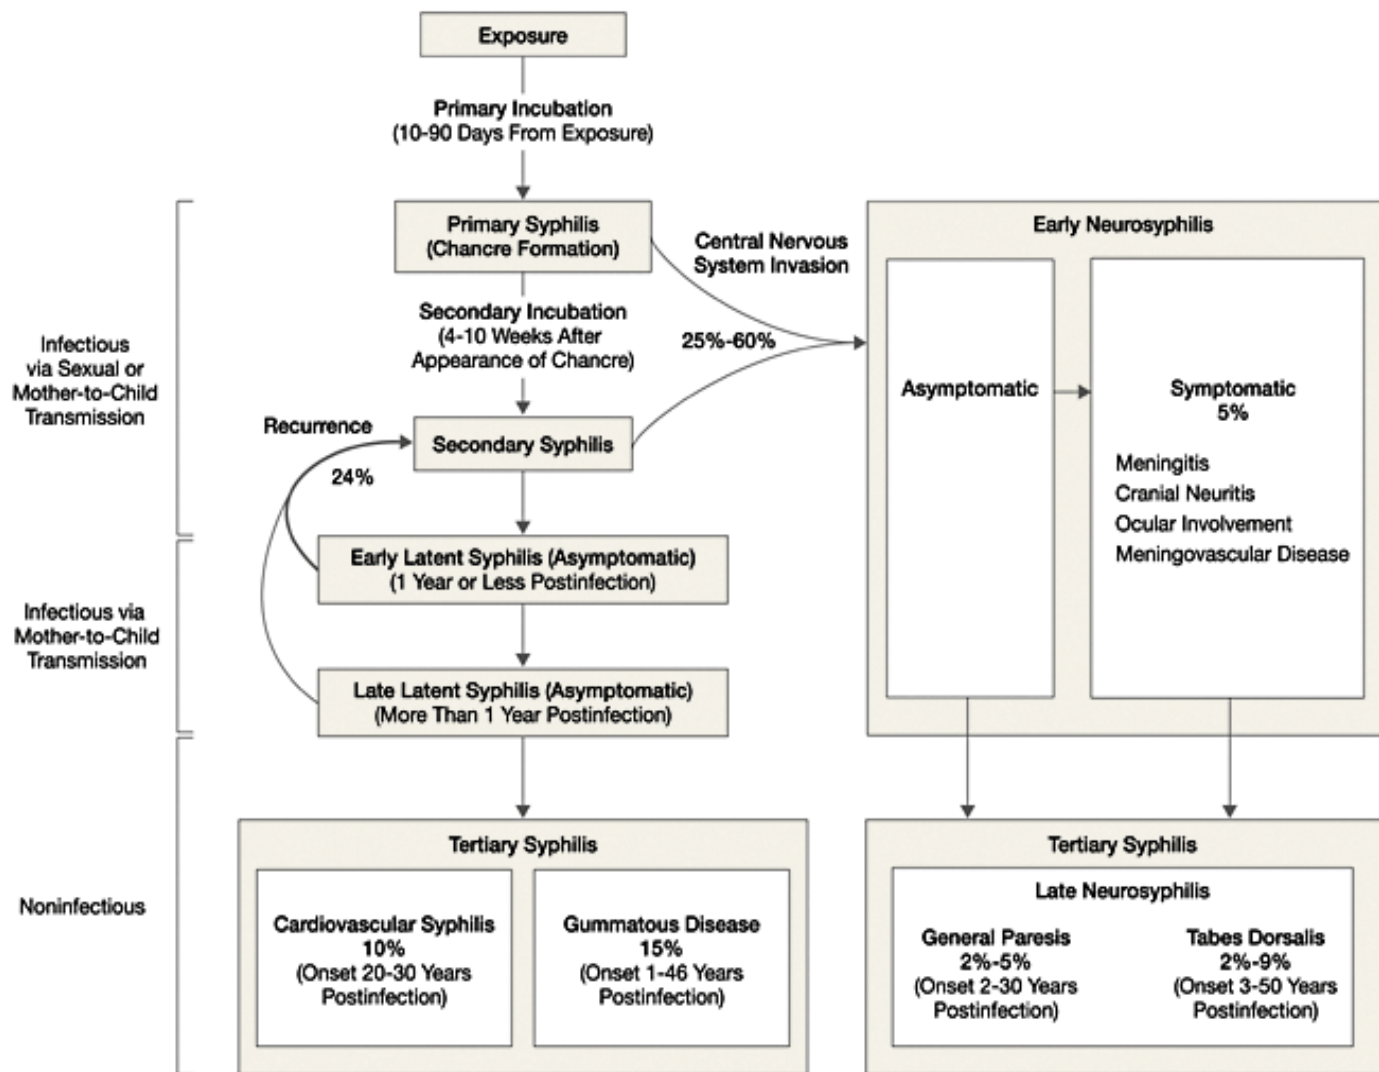 Exposure
Primary Incubation
(10-90 Days From Exposure)
Primary Syphilis
(Chancre Formation)
Secondary Incubation
(4-10 Weeks After
Appearance of Chancre)
Central Nervous
System Invasion
25%-60%
Recurrence
24%
Secondary Syphilis
Early Latent Syphilis (Asymptomatic)
(1 Year or Less Postinfection)
Late Latent Syphilis (Asymptomatic)
(More Than 1 Year Postinfection)
Infectious
via Sexual or
Mother-to-Child
Transmission
Infectious via
Mother-to-Child
Transmission
Noninfectious
Early Neurosyphilis
Asymptomatic
Symptomatic
5%
Meningitis
Cranial Neuritis
Ocular Involvement
Meningovascular Disease
Tertiary Syphilis
Cardiovascular Syphilis
10%
(Onset 20-30 Years
Postinfection)
Gummatous Disease
15%
(Onset 1-46 Years
Postinfection)
Tertiary Syphilis
Late Neurosyphilis
General Paresis
2%-5%
(Onset 2-30 Years
Postinfection)
Tabes Dorsalis
2%-9%
(Onset 3-50 Years
Postinfection)